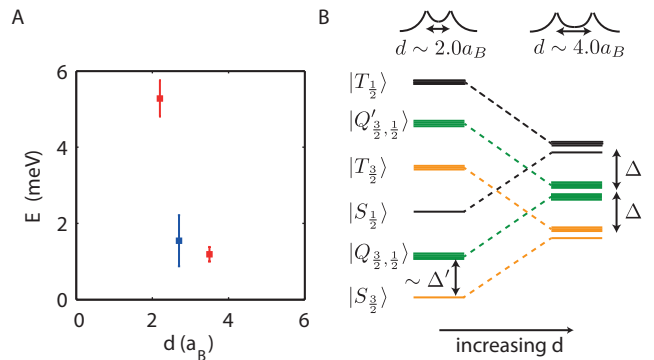 A
6
4
2
0
E (meV)
0 2 4 6
d (a_B)
B
d ∼ 2.0a_B
d ∼ 4.0a_B
|T_{1/2}⟩
|Q'_{3/2,1/2}⟩
|T_{3/2}⟩
|S_{1/2}⟩
|Q_{3/2,1/2}⟩
∼ Δ'
|S_{3/2}⟩
Δ
Δ
increasing d